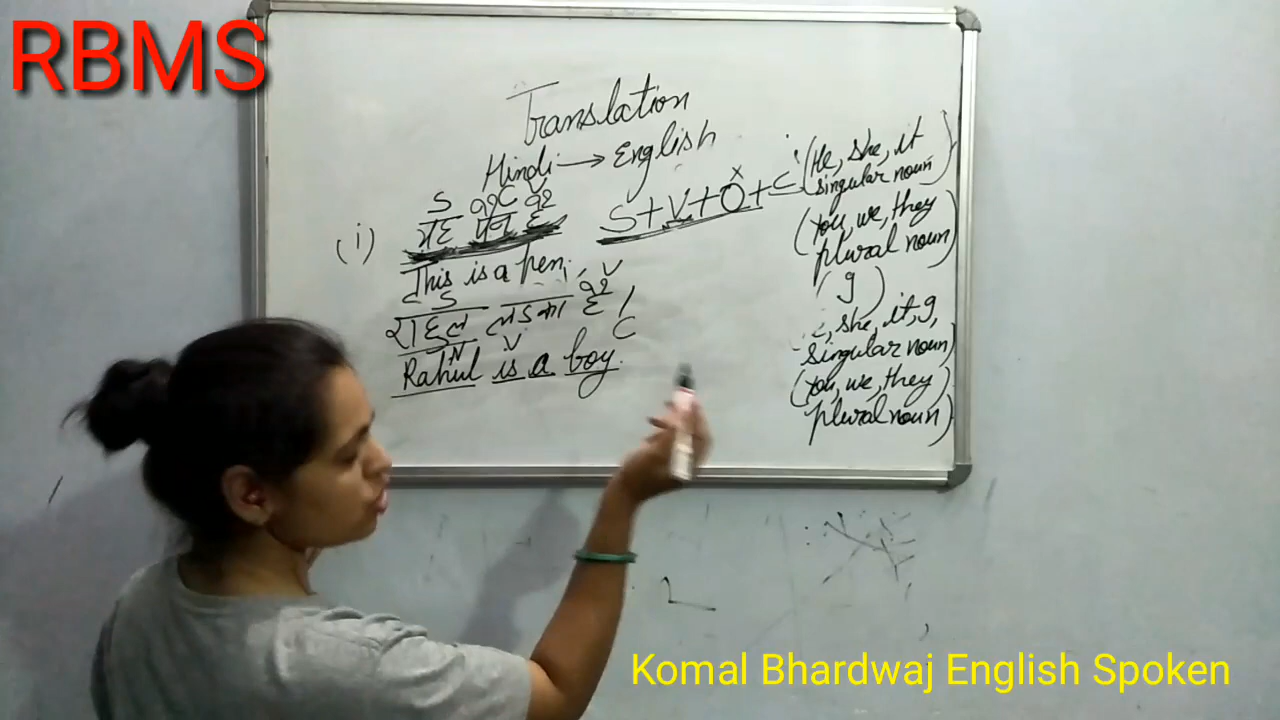 RBMS
Translation
Hindi → English
S C V
(i) यह पैन है
S+V+O+C
This is a pen.
S V
राहुल लड़का है।
N V C
Rahul is a boy.
(He, she, it
singular noun)
(you, we, they
plural noun)
(I)
she, it, I,
singular noun)
(you, we, they
plural noun)
Komal Bhardwaj English Spoken